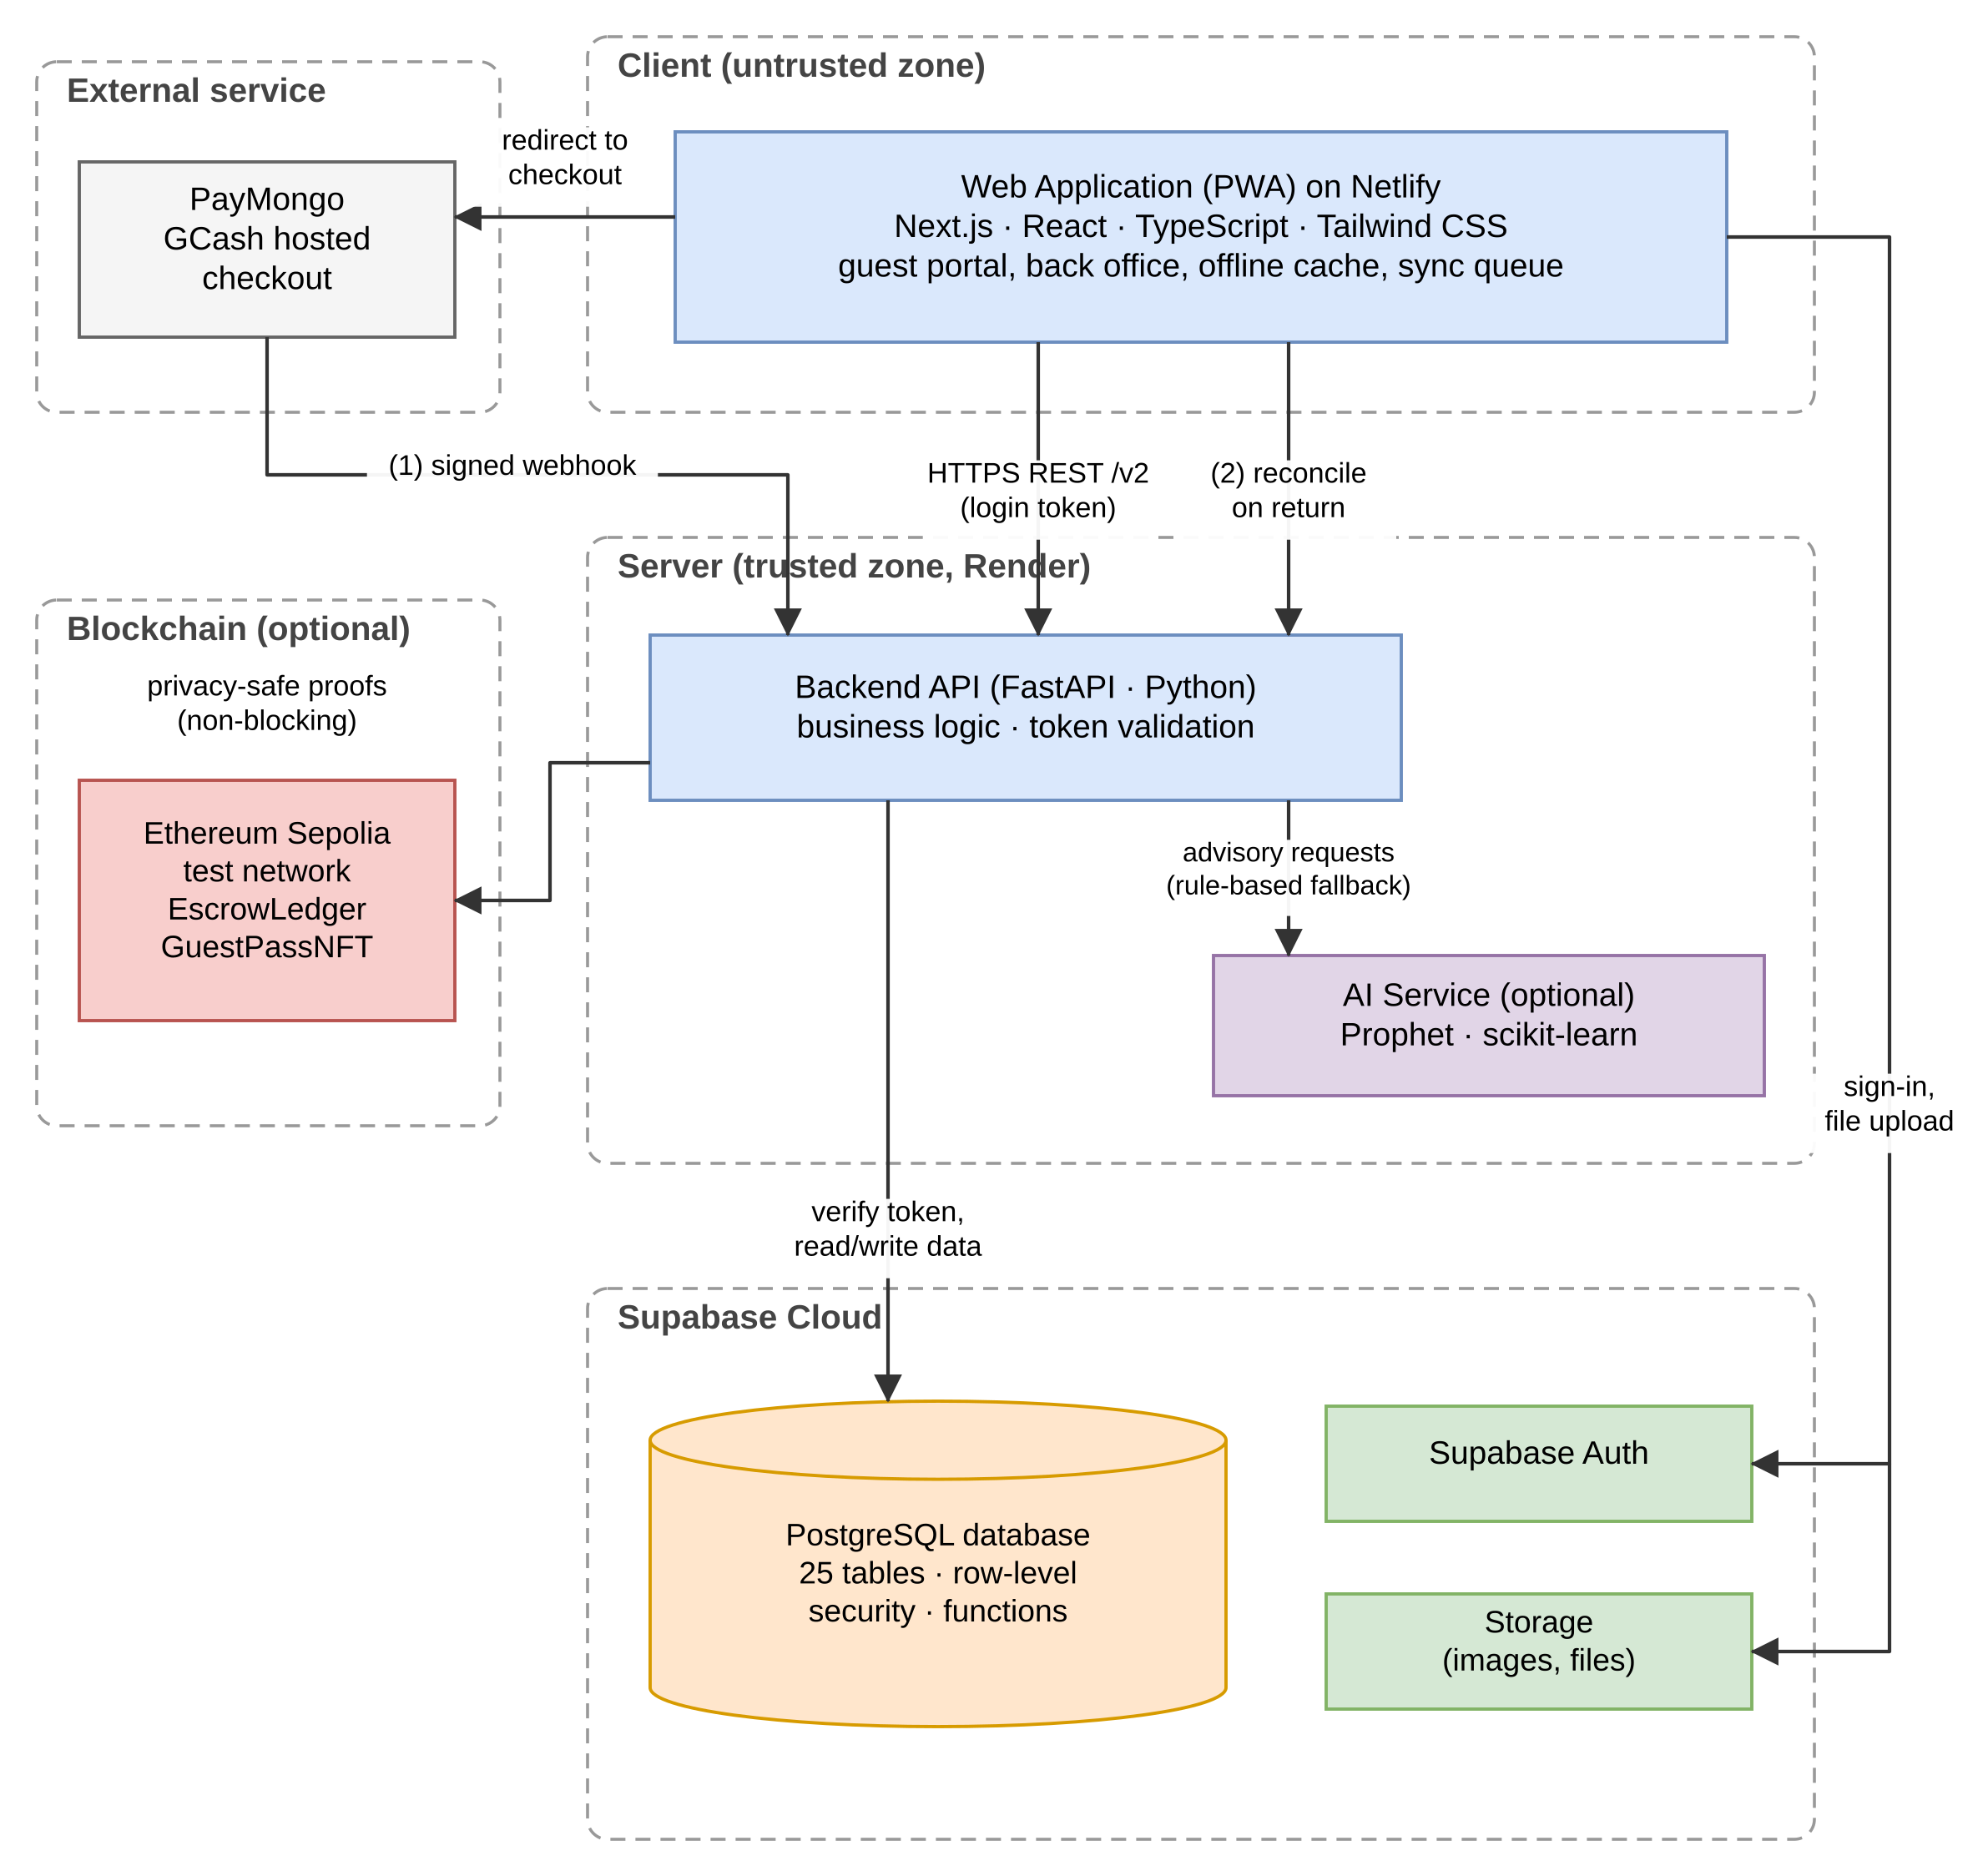 External service
PayMongo
GCash hosted
checkout
redirect to
checkout
Client (untrusted zone)
Web Application (PWA) on Netlify
Next.js · React · TypeScript · Tailwind CSS
guest portal, back office, offline cache, sync queue
(1) signed webhook
HTTPS REST /v2
(login token)
(2) reconcile
on return
Server (trusted zone, Render)
Backend API (FastAPI · Python)
business logic · token validation
Blockchain (optional)
privacy-safe proofs
(non-blocking)
Ethereum Sepolia
test network
EscrowLedger
GuestPassNFT
advisory requests
(rule-based fallback)
AI Service (optional)
Prophet · scikit-learn
sign-in,
file upload
verify token,
read/write data
Supabase Cloud
PostgreSQL database
25 tables · row-level
security · functions
Supabase Auth
Storage
(images, files)